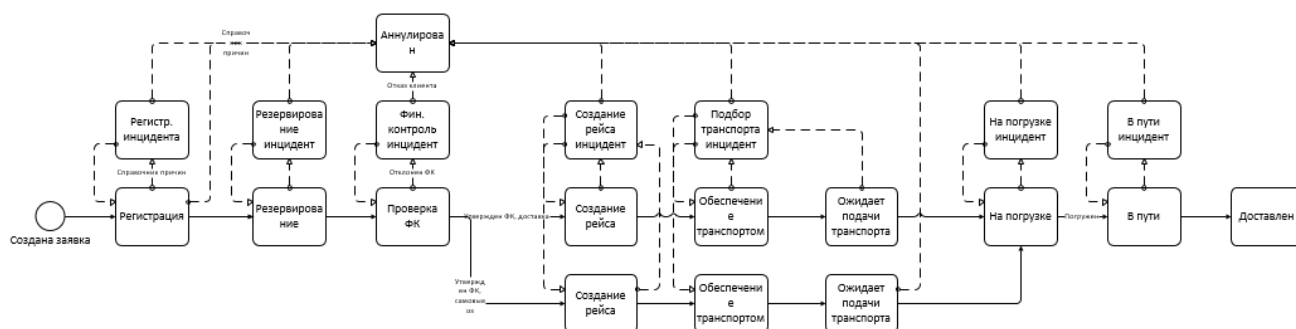 Справоч
ник
причин
Аннулирова
н
Отказ клиента
Регистр.
инцидента
Резервирова
ние
инцидент
Фин.
контроль
инцидент
Создание
рейса
инцидент
Подбор
транспорта
инцидент
На погрузке
инцидент
В пути
инцидент
Справочник причин
Отклонен ФК
Создана заявка
Регистрация
Резервирова
ние
Проверка
ФК
Утвержден ФК, доставка
Создание
рейса
Обеспечени
е
транспортом
Ожидает
подачи
транспорта
На погрузке
Погружен
В пути
Доставлен
Утвержд
ен ФК,
самовыв
оз
Создание
рейса
Обеспечени
е
транспортом
Ожидает
подачи
транспорта